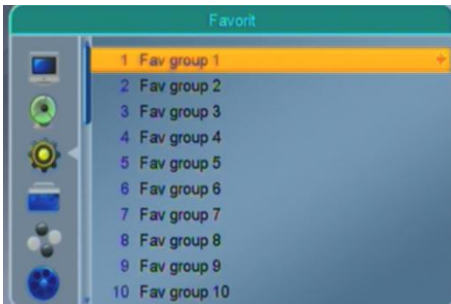 Favorit
1 Fav group 1
2 Fav group 2
3 Fav group 3
4 Fav group 4
5 Fav group 5
6 Fav group 6
7 Fav group 7
8 Fav group 8
9 Fav group 9
10 Fav group 10